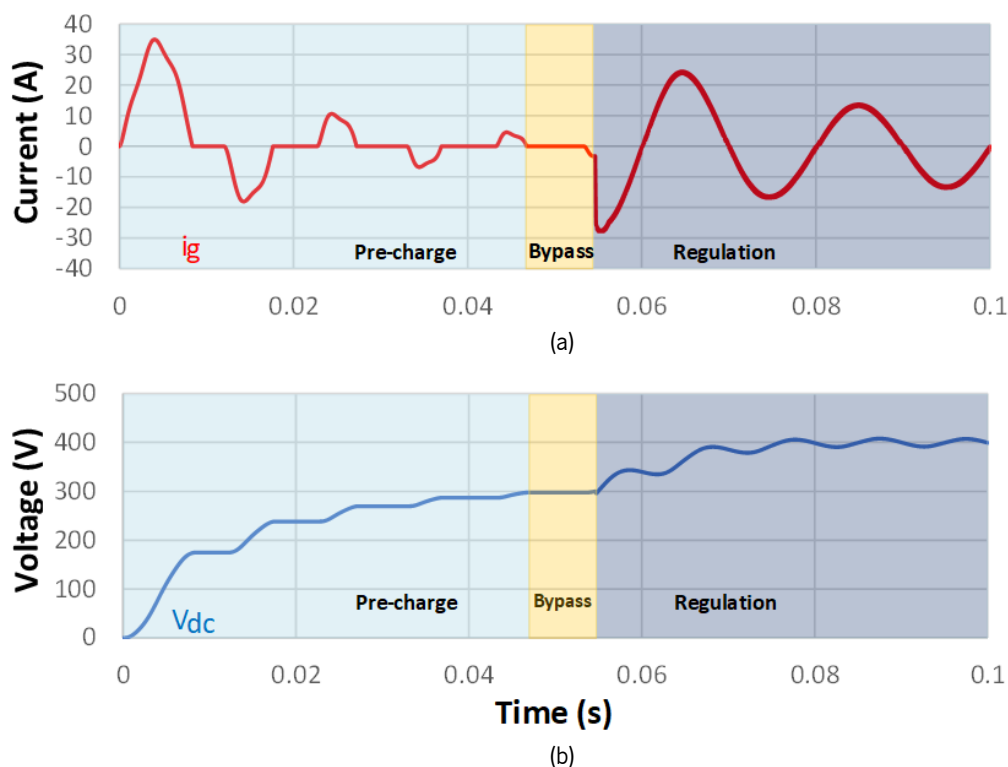 Current (A)
40
30
20
10
0
-10
-20
-30
-40
ig
Pre-charge
Bypass
Regulation
0
0.02
0.04
0.06
0.08
0.1
(a)
Voltage (V)
500
400
300
200
100
0
Vdc
Pre-charge
Bypass
Regulation
0
0.02
0.04
0.06
0.08
0.1
Time (s)
(b)